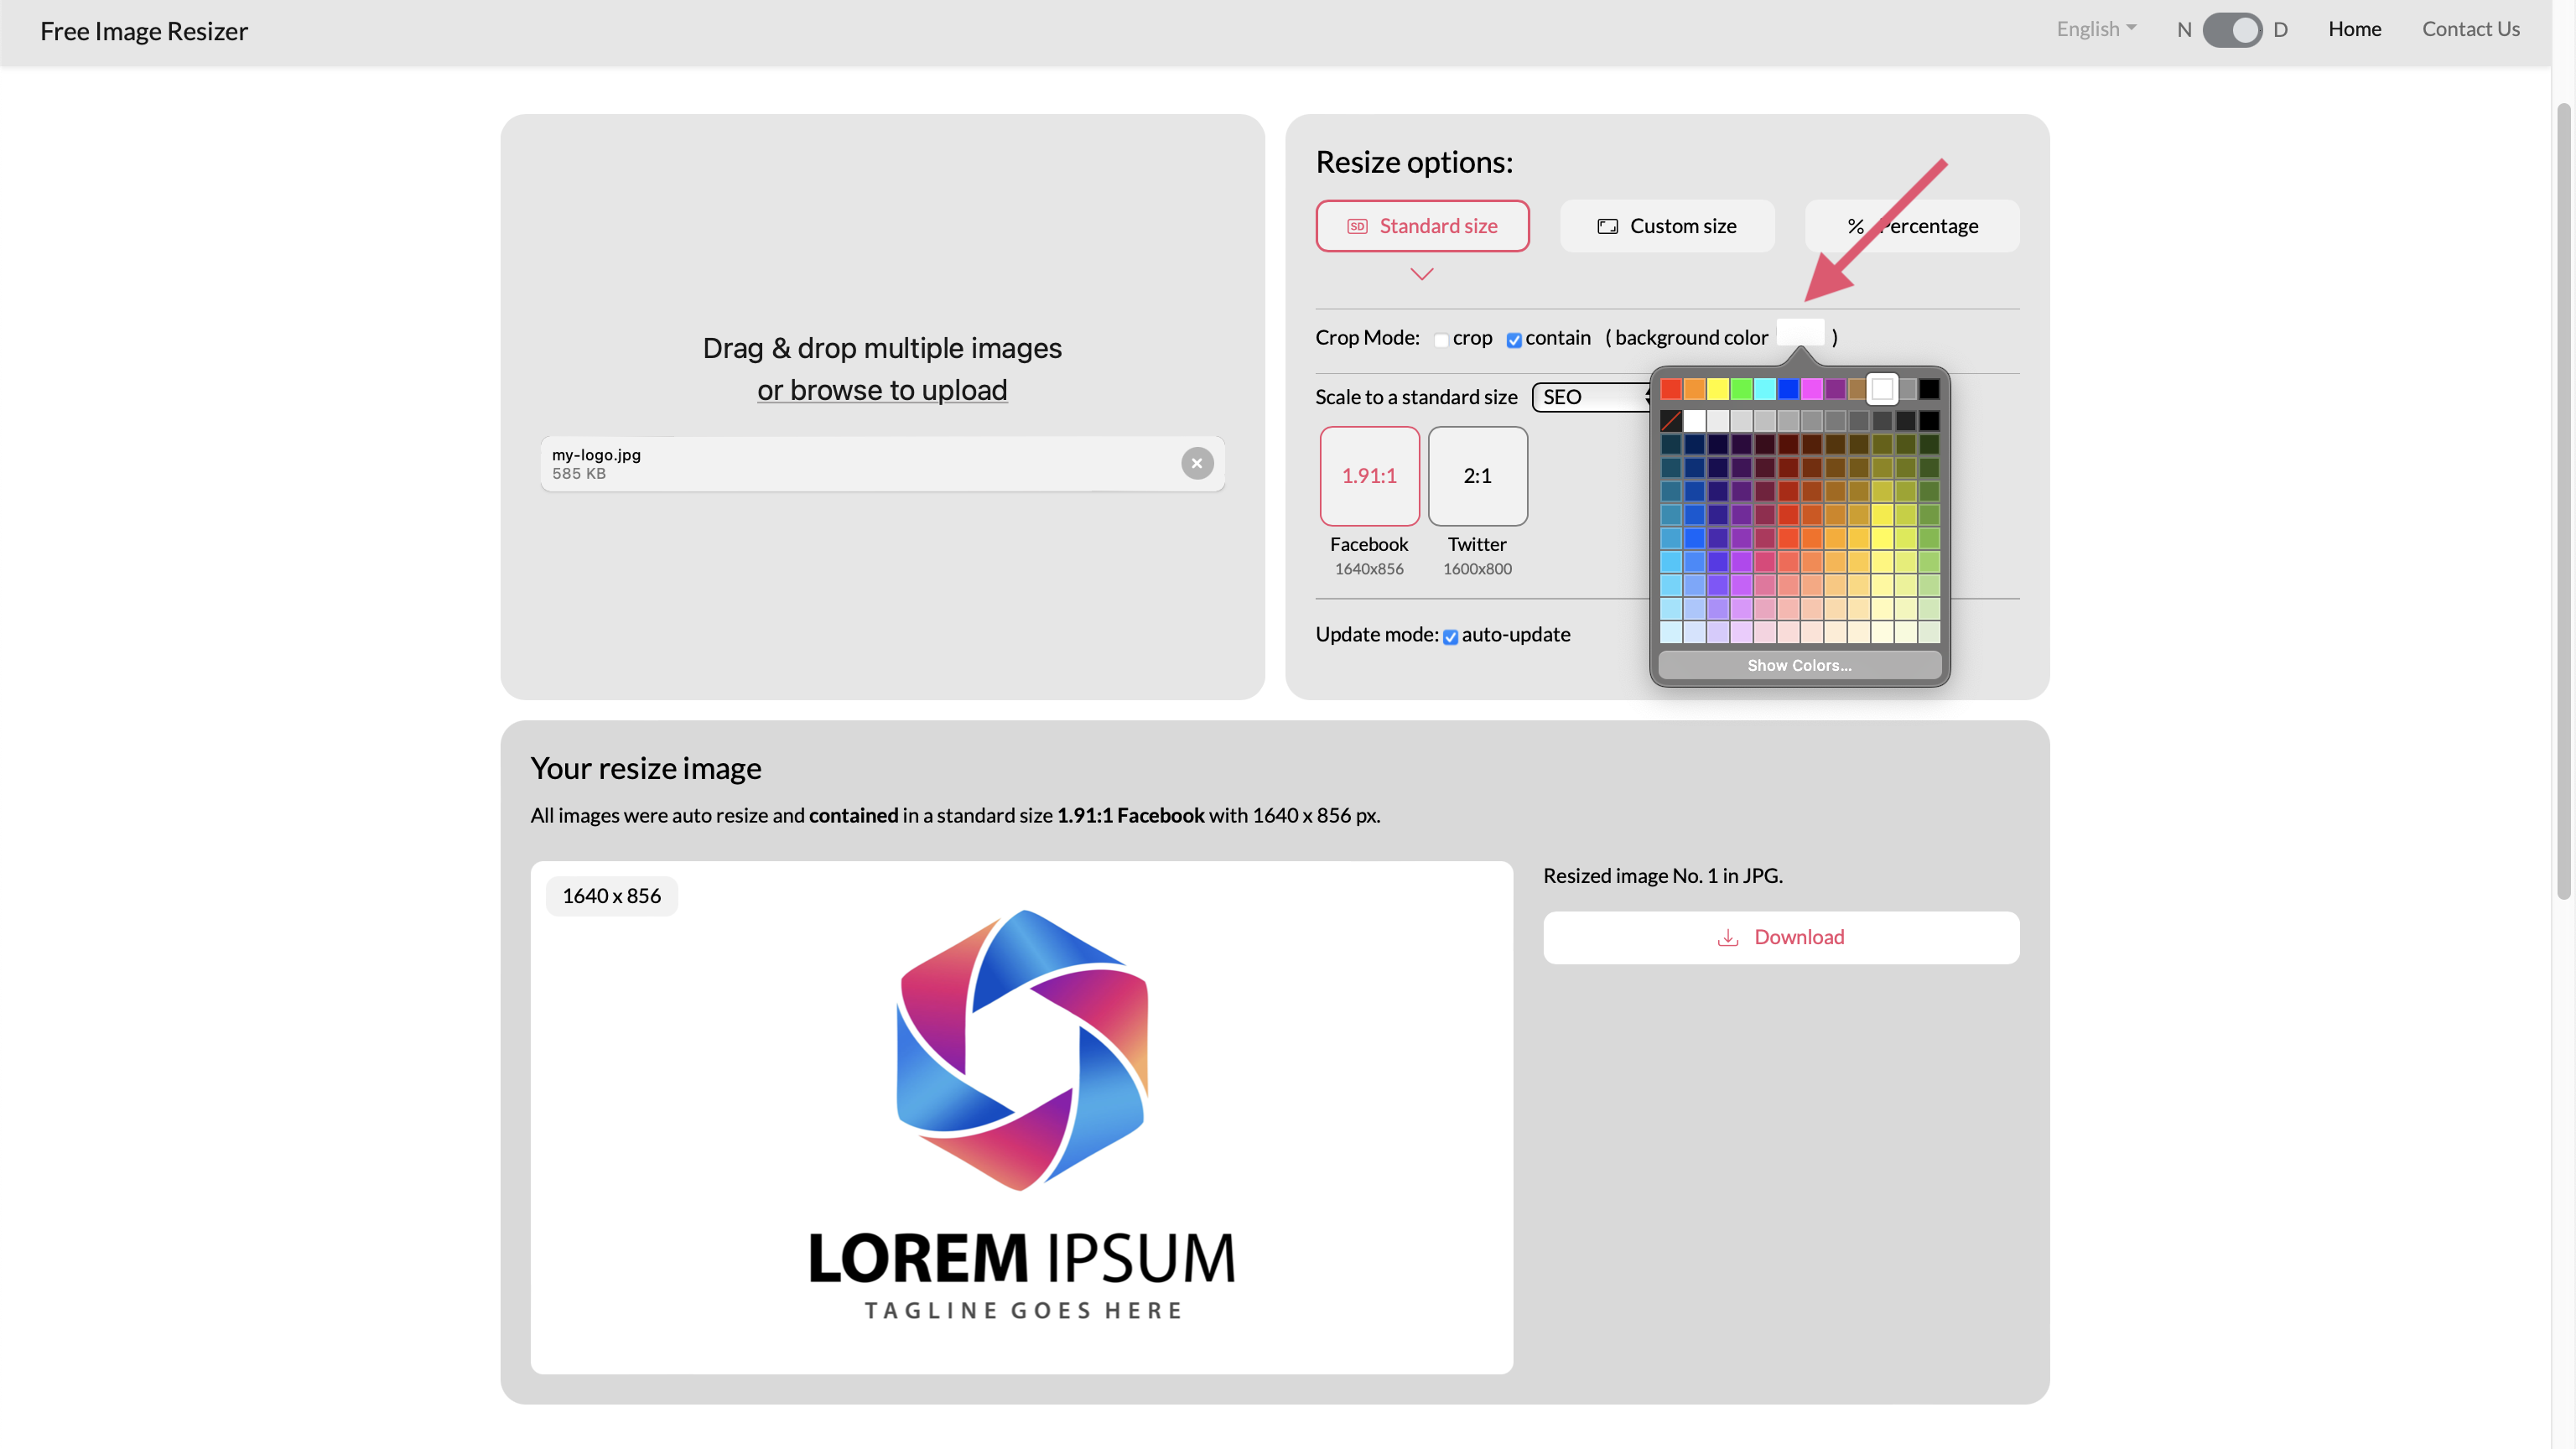 Free Image Resizer
English
N D
Home
Contact Us
Drag & drop multiple images
or browse to upload
my-logo.jpg
585 KB
Resize options:
SD Standard size
Custom size
% Percentage
Crop Mode: crop contain ( background color )
Scale to a standard size SEO
1.91:1
2:1
Facebook
Twitter
1640x856
1600x800
Update mode: auto-update
Show Colors...
Your resize image
All images were auto resize and contained in a standard size 1.91:1 Facebook with 1640 x 856 px.
1640 x 856
LOREM IPSUM
TAGLINE GOES HERE
Resized image No. 1 in JPG.
Download